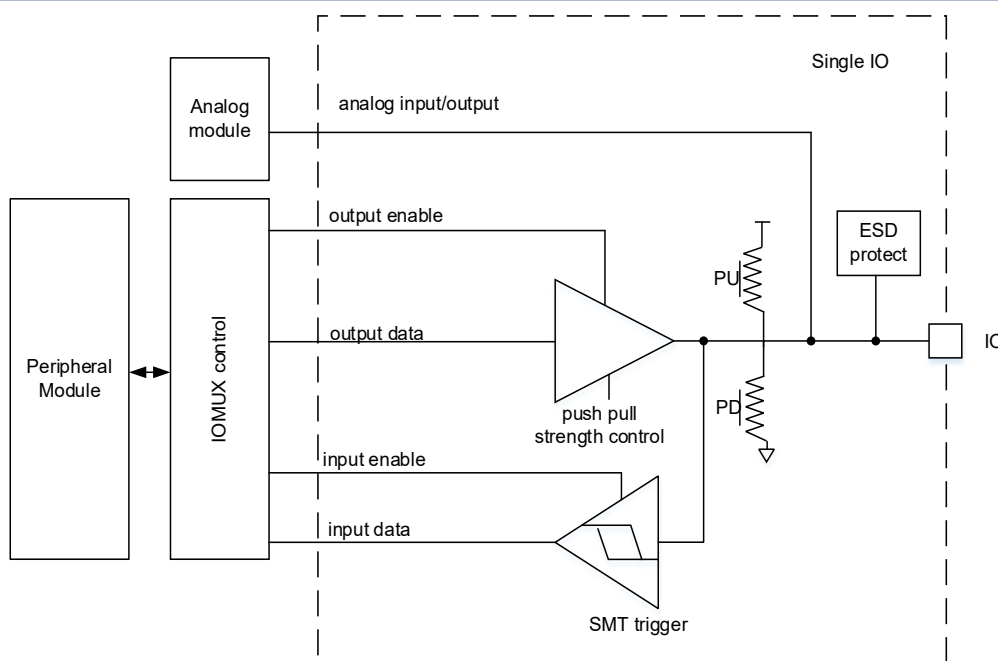 Single IO
Analog
module
analog input/output
output enable
ESD
protect
PU
output data
IOMUX control
Peripheral
Module
PD
push pull
strength control
input enable
input data
SMT trigger